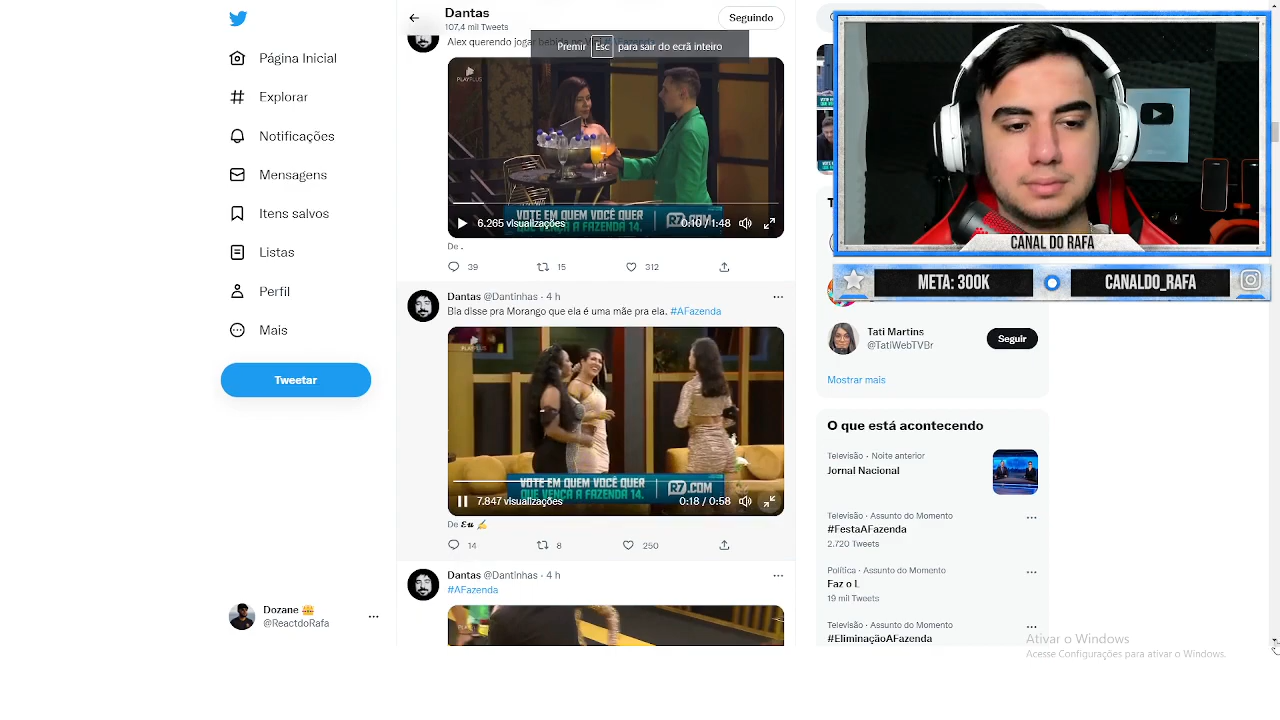 Dantas
107,4 mil Tweets
Seguindo
Página Inicial
Explorar
Notificações
Mensagens
Itens salvos
Listas
Perfil
Mais
Tweetar
Dozane
@ReactdoRafa
Alex querendo jogar bebida
Premir Esc para sair do ecrã inteiro
PLAYPLUS
VOTE EM QUEM VOCÊ QUER
QUE VENÇA A FAZENDA 14.
R7.COM
6.265 visualizações
0:10 / 1:48
De .
39
15
312
Dantas @Dantinhas · 4 h
Bia disse pra Morango que ela é uma mãe pra ela. #AFazenda
PLAYPLUS
VOTE EM QUEM VOCÊ QUER
QUE VENÇA A FAZENDA 14.
R7.COM
7.847 visualizações
0:18 / 0:58
De 𝓔𝓾 ✍
14
8
250
Dantas @Dantinhas · 4 h
#AFazenda
CANAL DO RAFA
META: 300K
CANALDO_RAFA
Tati Martins
@TatiWebTVBr
Seguir
Mostrar mais
O que está acontecendo
Televisão · Noite anterior
Jornal Nacional
Televisão · Assunto do Momento
#FestaAFazenda
2.720 Tweets
Política · Assunto do Momento
Faz o L
19 mil Tweets
Televisão · Assunto do Momento
#EliminaçãoAFazenda
Ativar o Windows
Acesse Configurações para ativar o Windows.